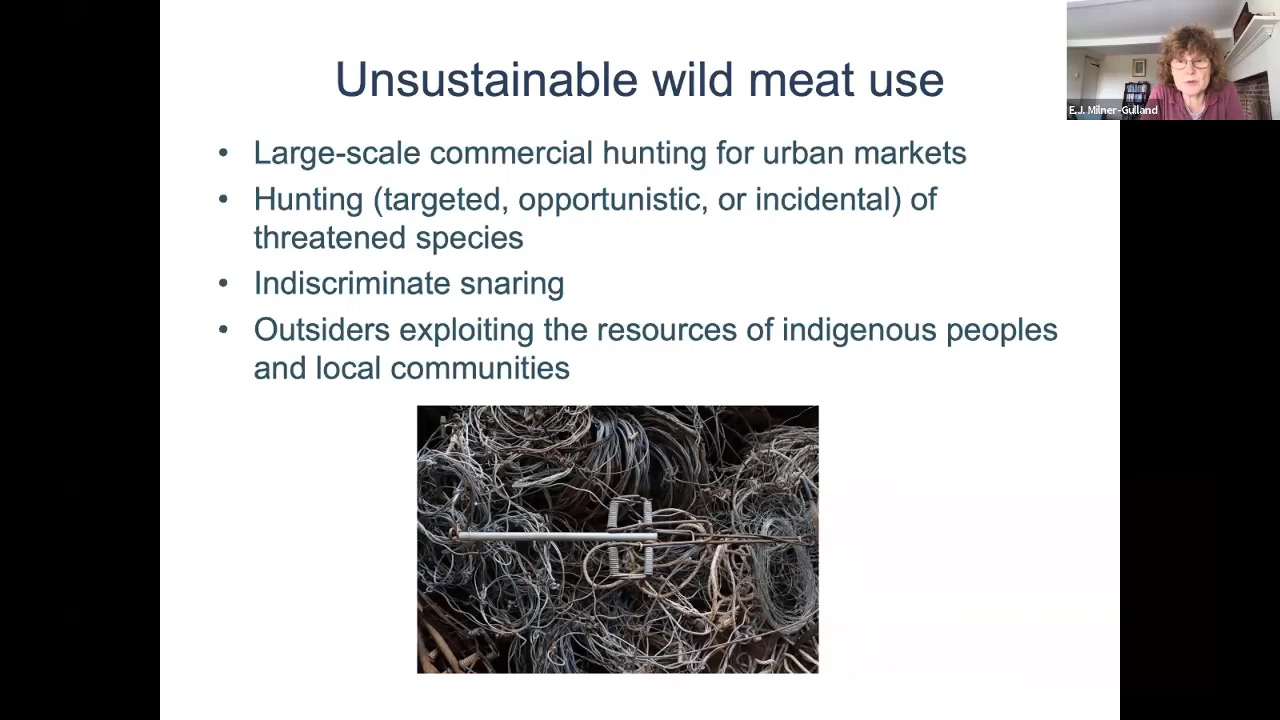 Unsustainable wild meat use
• Large-scale commercial hunting for urban markets
• Hunting (targeted, opportunistic, or incidental) of
threatened species
• Indiscriminate snaring
• Outsiders exploiting the resources of indigenous peoples
and local communities
E.J. Milner-Gulland